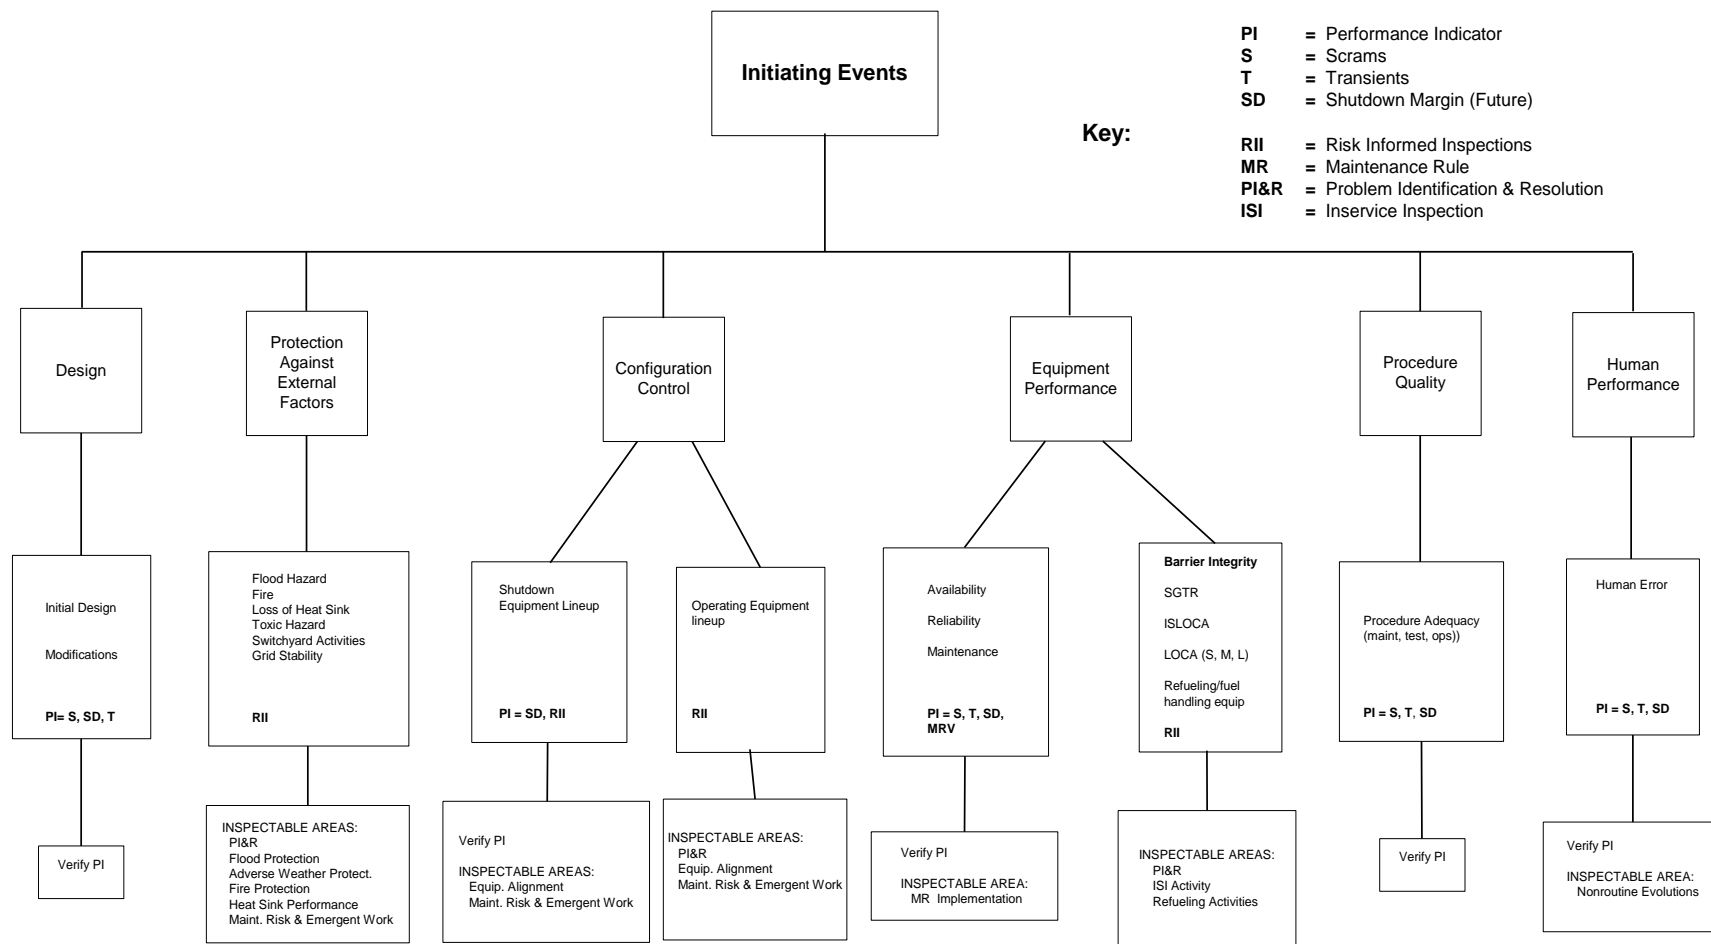 Initiating Events
Key:
PI = Performance Indicator
S = Scrams
T = Transients
SD = Shutdown Margin (Future)
RII = Risk Informed Inspections
MR = Maintenance Rule
PI&R = Problem Identification & Resolution
ISI = Inservice Inspection
Design
Protection
Against
External
Factors
Configuration
Control
Equipment
Performance
Procedure
Quality
Human
Performance
Initial Design
Modifications
PI= S, SD, T
Flood Hazard
Fire
Loss of Heat Sink
Toxic Hazard
Switchyard Activities
Grid Stability
RII
Shutdown
Equipment Lineup
PI = SD, RII
Operating Equipment
lineup
RII
Availability
Reliability
Maintenance
PI = S, T, SD,
MRV
Barrier Integrity
SGTR
ISLOCA
LOCA (S, M, L)
Refueling/fuel
handling equip
RII
Procedure Adequacy
(maint, test, ops))
PI = S, T, SD
Human Error
PI = S, T, SD
Verify PI
INSPECTABLE AREAS:
PI&R
Flood Protection
Adverse Weather Protect.
Fire Protection
Heat Sink Performance
Maint. Risk & Emergent Work
Verify PI
INSPECTABLE AREAS:
Equip. Alignment
Maint. Risk & Emergent Work
INSPECTABLE AREAS:
PI&R
Equip. Alignment
Maint. Risk & Emergent Work
Verify PI
INSPECTABLE AREA:
MR Implementation
INSPECTABLE AREAS:
PI&R
ISI Activity
Refueling Activities
Verify PI
Verify PI
INSPECTABLE AREA:
Nonroutine Evolutions